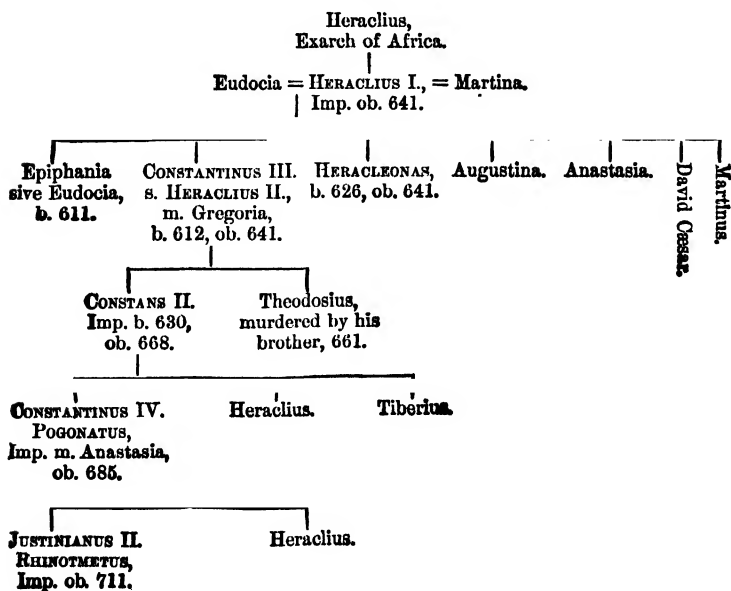 Heraclius,
Exarch of Africa.
Eudocia = HERACLIUS I., = Martina.
Imp. ob. 641.
Epiphania
sive Eudocia,
b. 611.
CONSTANTINUS III.
s. HERACLIUS II.,
m. Gregoria,
b. 612, ob. 641.
HERACLEONAS,
b. 626, ob. 641.
Augustina.
Anastasia.
David Cæsar.
Martinus.
CONSTANS II.
Imp. b. 630,
ob. 668.
Theodosius,
murdered by his
brother, 661.
CONSTANTINUS IV.
POGONATUS,
Imp. m. Anastasia,
ob. 685.
Heraclius.
Tiberius.
JUSTINIANUS II.
RHINOTMETUS,
Imp. ob. 711.
Heraclius.